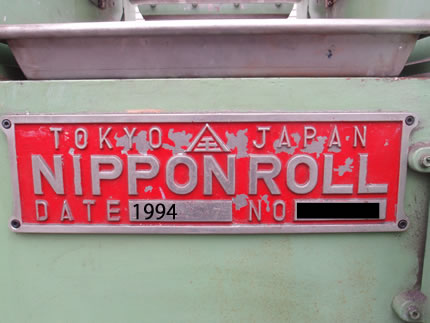 TOKYO JAPAN
NIPPON ROLL
DATE 1994 NO